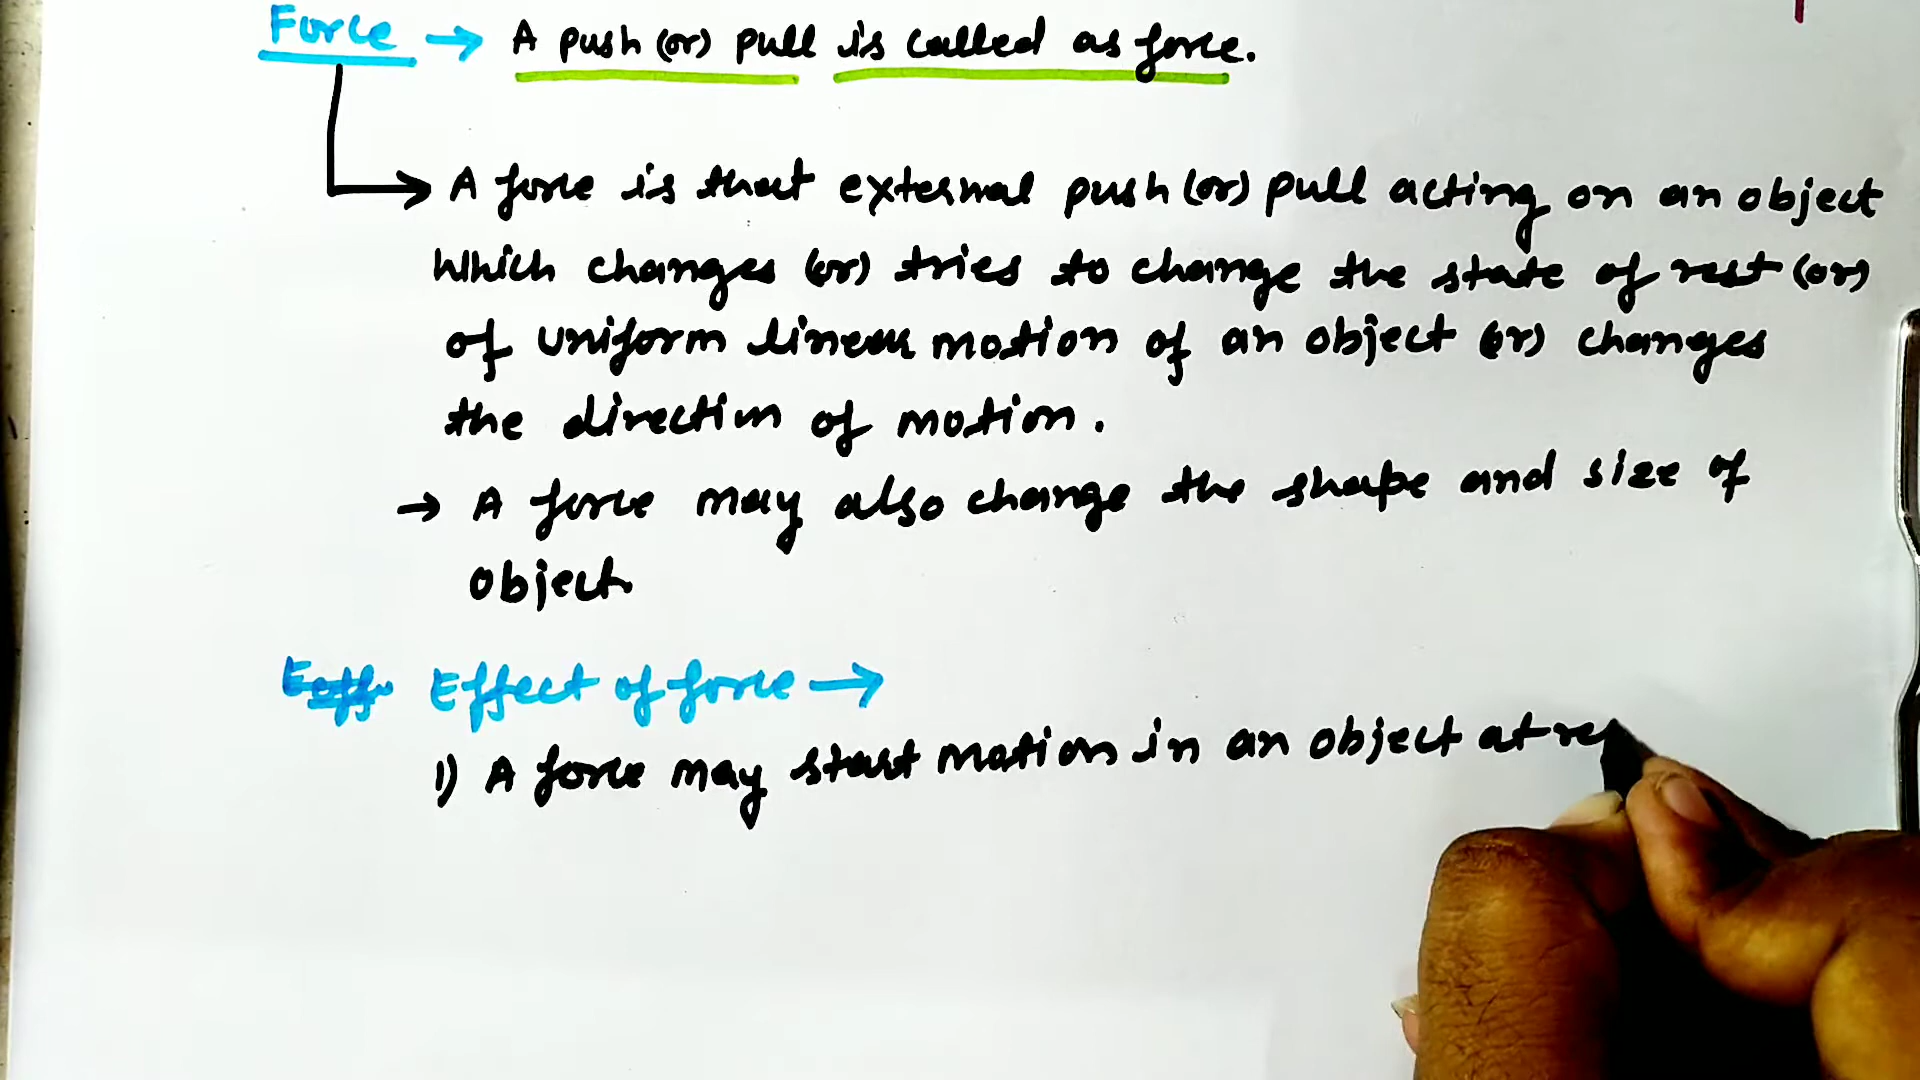 Force → A push (or) pull is called as force.
→ A force is that external push (or) pull acting on an object
which changes (or) tries to change the state of rest (or)
of uniform linear motion of an object (or) changes
the direction of motion.
→ A force may also change the shape and size of
object.
Effect of force →
1) A force may start motion in an object at